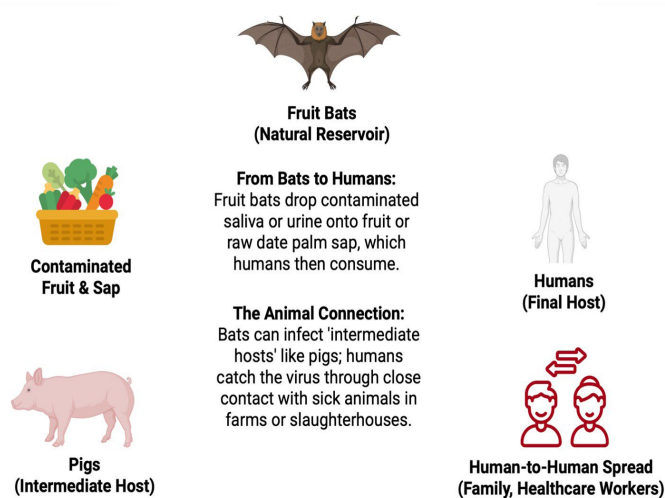 Fruit Bats
(Natural Reservoir)
From Bats to Humans:
Fruit bats drop contaminated
saliva or urine onto fruit or
raw date palm sap, which
humans then consume.
Contaminated
Fruit & Sap
Humans
(Final Host)
The Animal Connection:
Bats can infect 'intermediate
hosts' like pigs; humans
catch the virus through close
contact with sick animals in
farms or slaughterhouses.
Pigs
(Intermediate Host)
Human-to-Human Spread
(Family, Healthcare Workers)